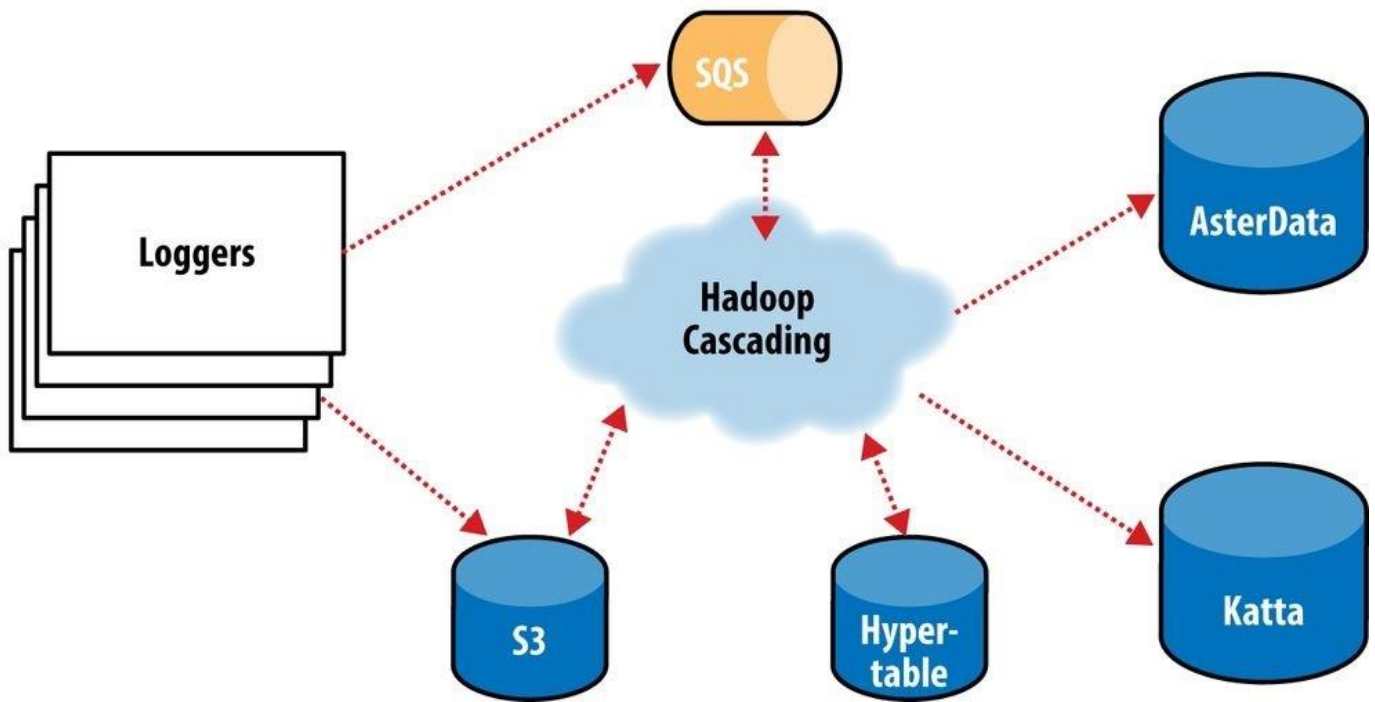 SQS
AsterData
Loggers
Hadoop
Cascading
S3
Hyper-
table
Katta